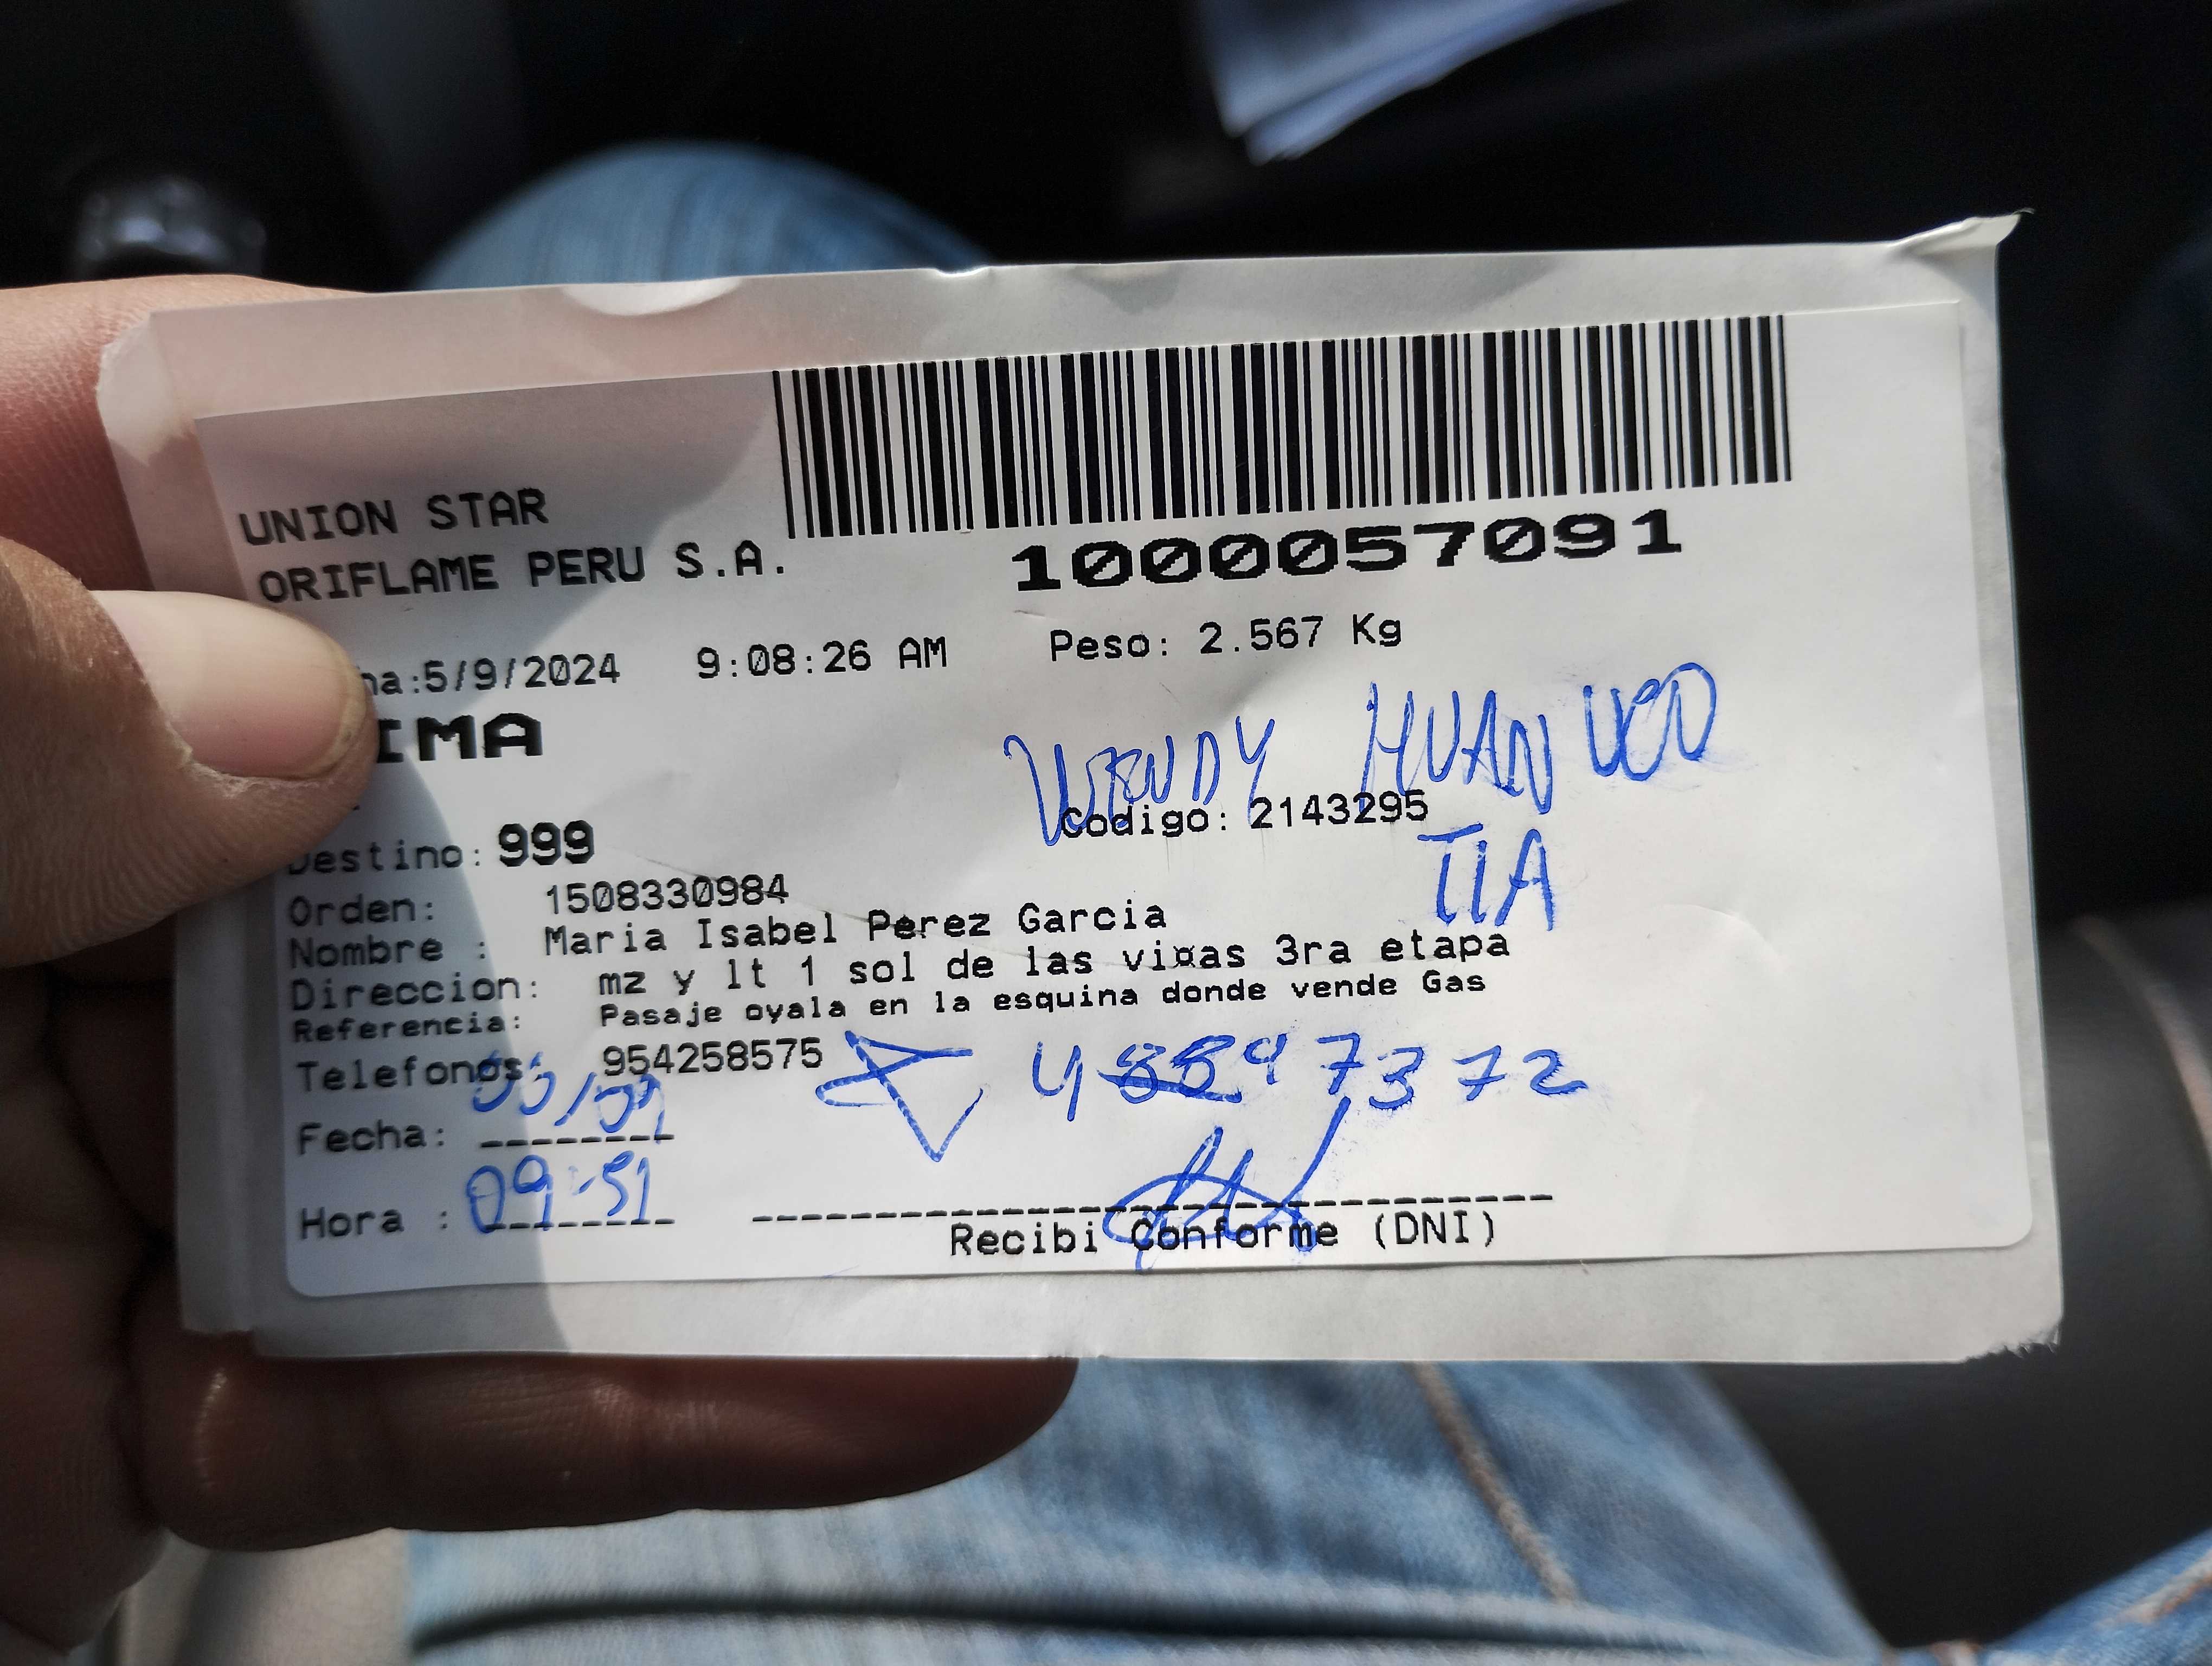 UNION STAR
ORIFLAME PERU S.A.
1000057091
ha:5/9/2024 9:08:26 AM Peso: 2.567 Kg
IMA
WENDY HUANUCO
Codigo: 2143295
TIA
Destino: 999
Orden: 1508330984
Nombre : Maria Isabel Perez Garcia
Direccion: mz y lt 1 sol de las viñas 3ra etapa
Referencia: Pasaje oyala en la esquina donde vende Gas
Telefonos: 954258575
Fecha:
Hora : 09:51
Recibi Conforme (DNI)